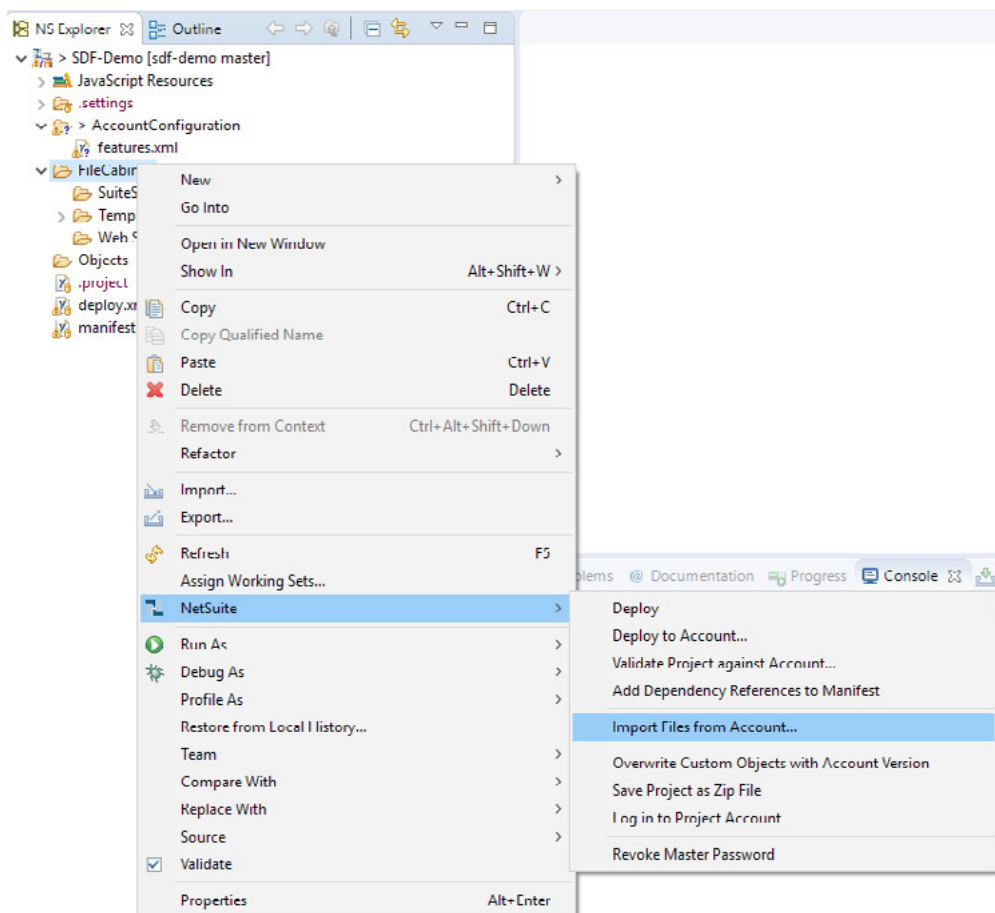 NS Explorer Outline
> SDF-Demo [sdf-demo master]
JavaScript Resources
.settings
> AccountConfiguration
features.xml
FileCabin
SuiteS
Temp
Web S
Objects
.project
deploy.xm
manifest
New
Go Into
Open in New Window
Show In Alt+Shift+W
Copy Ctrl+C
Copy Qualified Name
Paste Ctrl+V
Delete Delete
Remove from Context Ctrl+Alt+Shift+Down
Refactor
Import...
Export...
Refresh F5
Assign Working Sets...
NetSuite
Run As
Debug As
Profile As
Restore from Local History...
Team
Compare With
Replace With
Source
Validate
Properties Alt+Enter
blems @ Documentation Progress Console
Deploy
Deploy to Account...
Validate Project against Account...
Add Dependency References to Manifest
Import Files from Account...
Overwrite Custom Objects with Account Version
Save Project as Zip File
Log in to Project Account
Revoke Master Password